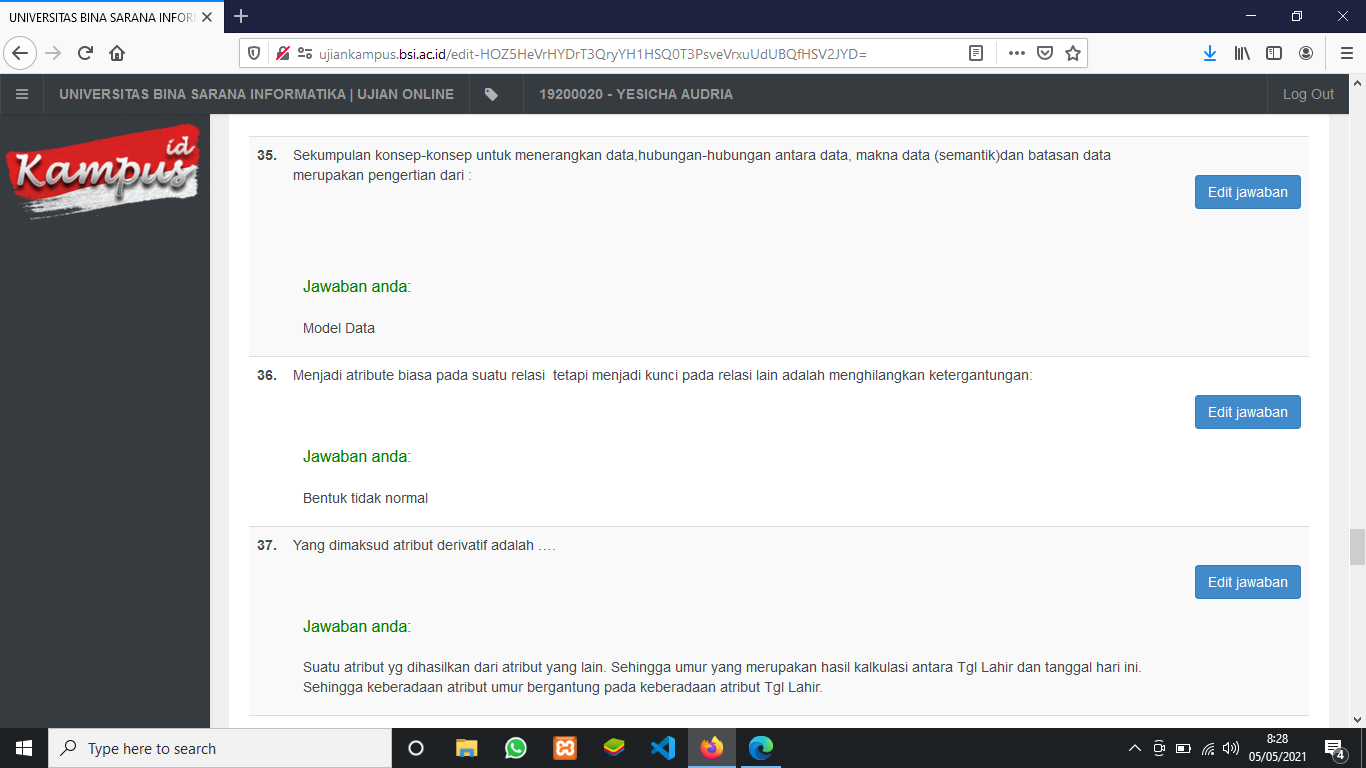 UNIVERSITAS BINA SARANA INFOR
ujiankampus.bsi.ac.id/edit-HOZ5HeVrHYDrT3QryYH1HSQ0T3PsveVrxuUdUBQfHSV2JYD=
UNIVERSITAS BINA SARANA INFORMATIKA | UJIAN ONLINE
19200020 - YESICHA AUDRIA
Log Out
Kampus id
35. Sekumpulan konsep-konsep untuk menerangkan data,hubungan-hubungan antara data, makna data (semantik)dan batasan data
merupakan pengertian dari :
Edit jawaban
Jawaban anda:
Model Data
36. Menjadi atribute biasa pada suatu relasi  tetapi menjadi kunci pada relasi lain adalah menghilangkan ketergantungan:
Edit jawaban
Jawaban anda:
Bentuk tidak normal
37. Yang dimaksud atribut derivatif adalah ….
Edit jawaban
Jawaban anda:
Suatu atribut yg dihasilkan dari atribut yang lain. Sehingga umur yang merupakan hasil kalkulasi antara Tgl Lahir dan tanggal hari ini.
Sehingga keberadaan atribut umur bergantung pada keberadaan atribut Tgl Lahir.
Type here to search
8:28
05/05/2021
4